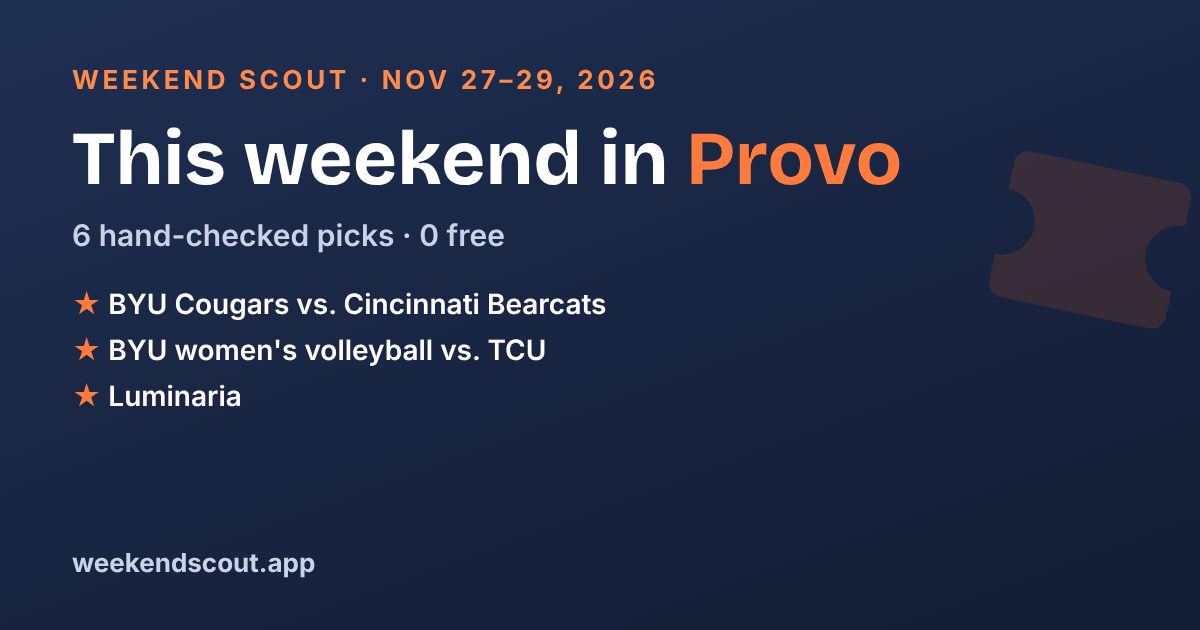 WEEKEND SCOUT · NOV 27–29, 2026
This weekend in Provo
6 hand-checked picks · 0 free
★ BYU Cougars vs. Cincinnati Bearcats
★ BYU women's volleyball vs. TCU
★ Luminaria
weekendscout.app